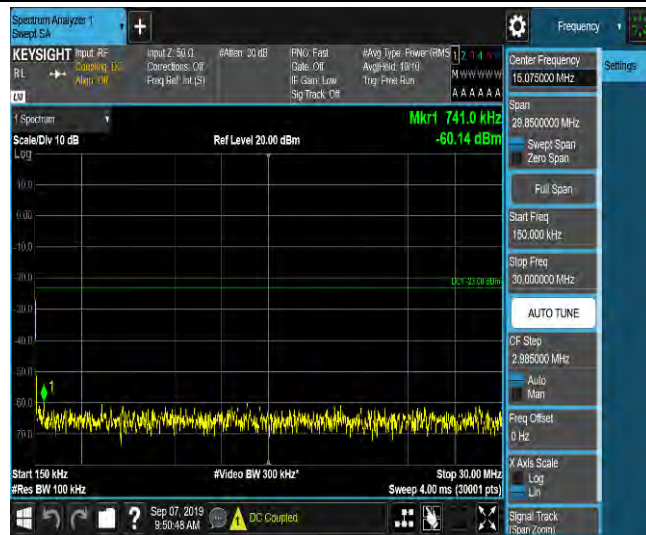 Spectrum Analyzer 1
Swept SA
Frequency
KEYSIGHT
RL
Input: RF
Coupling: DC
Align: Off
Input Z: 50 Ω
Corrections: Off
Freq Ref: Int (S)
#Atten: 30 dB
PNO: Fast
Gate: Off
IF Gain: Low
Sig Track: Off
#Avg Type: Power (RMS
Avg|Hold: 10/10
Trig: Free Run
1 2 3 4 5 6
M W W W W W
A A A A A A
Settings
Center Frequency
15.075000 MHz
Span
29.8500000 MHz
Swept Span
Zero Span
Full Span
Start Freq
150.000 kHz
Stop Freq
30.000000 MHz
AUTO TUNE
CF Step
2.985000 MHz
Auto
Man
Freq Offset
0 Hz
X Axis Scale
Log
Lin
Signal Track
(Span Zoom)
1 Spectrum
Scale/Div 10 dB
Ref Level 20.00 dBm
Mkr1 741.0 kHz
-60.14 dBm
Log
10.0
0.00
-10.0
-20.0
DL1 -23.00 dBm
-30.0
-40.0
-50.0
1
-60.0
-70.0
Start 150 kHz
#Video BW 300 kHz*
Stop 30.00 MHz
#Res BW 100 kHz
Sweep 4.00 ms (30001 pts)
Sep 07, 2019
9:50:48 AM
DC Coupled